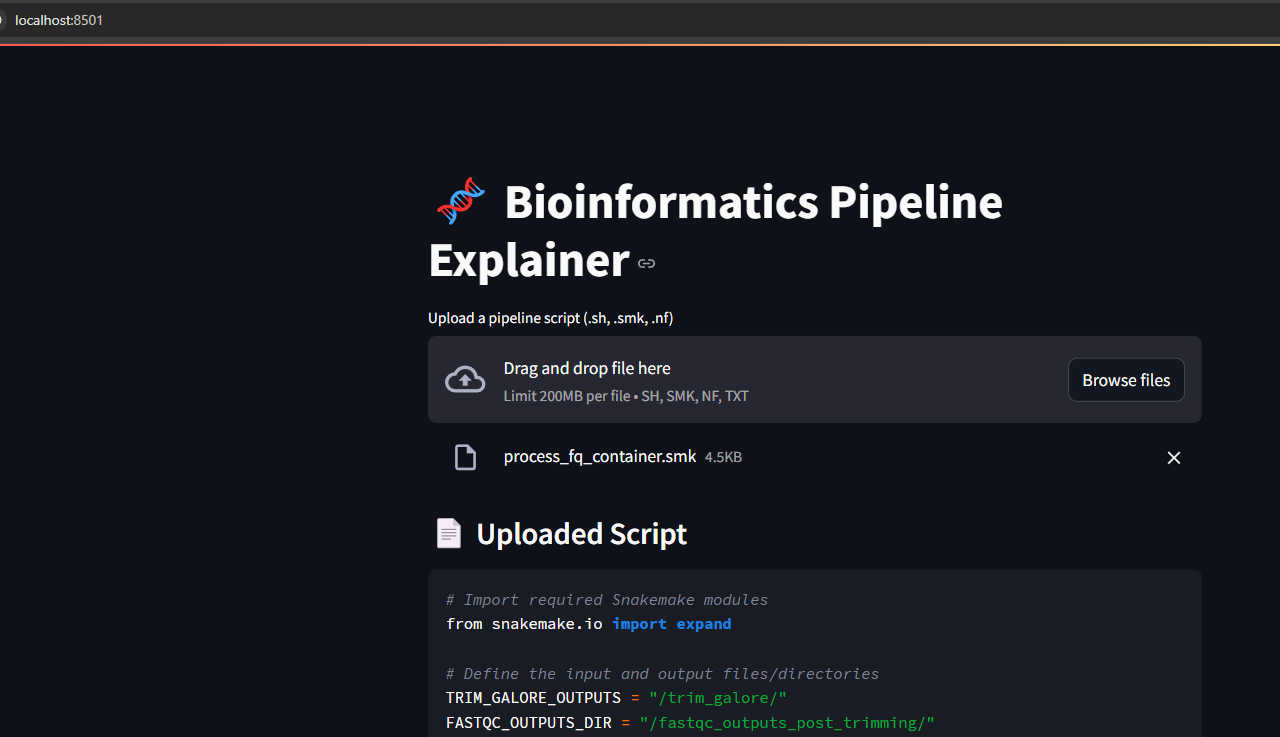 localhost:8501
Bioinformatics Pipeline
Explainer
Upload a pipeline script (.sh, .smk, .nf)
Drag and drop file here
Limit 200MB per file • SH, SMK, NF, TXT
Browse files
process_fq_container.smk 4.5KB
Uploaded Script
# Import required Snakemake modules
from snakemake.io import expand
# Define the input and output files/directories
TRIM_GALORE_OUTPUTS = "/trim_galore/"
FASTQC_OUTPUTS_DIR = "/fastqc_outputs_post_trimming/"